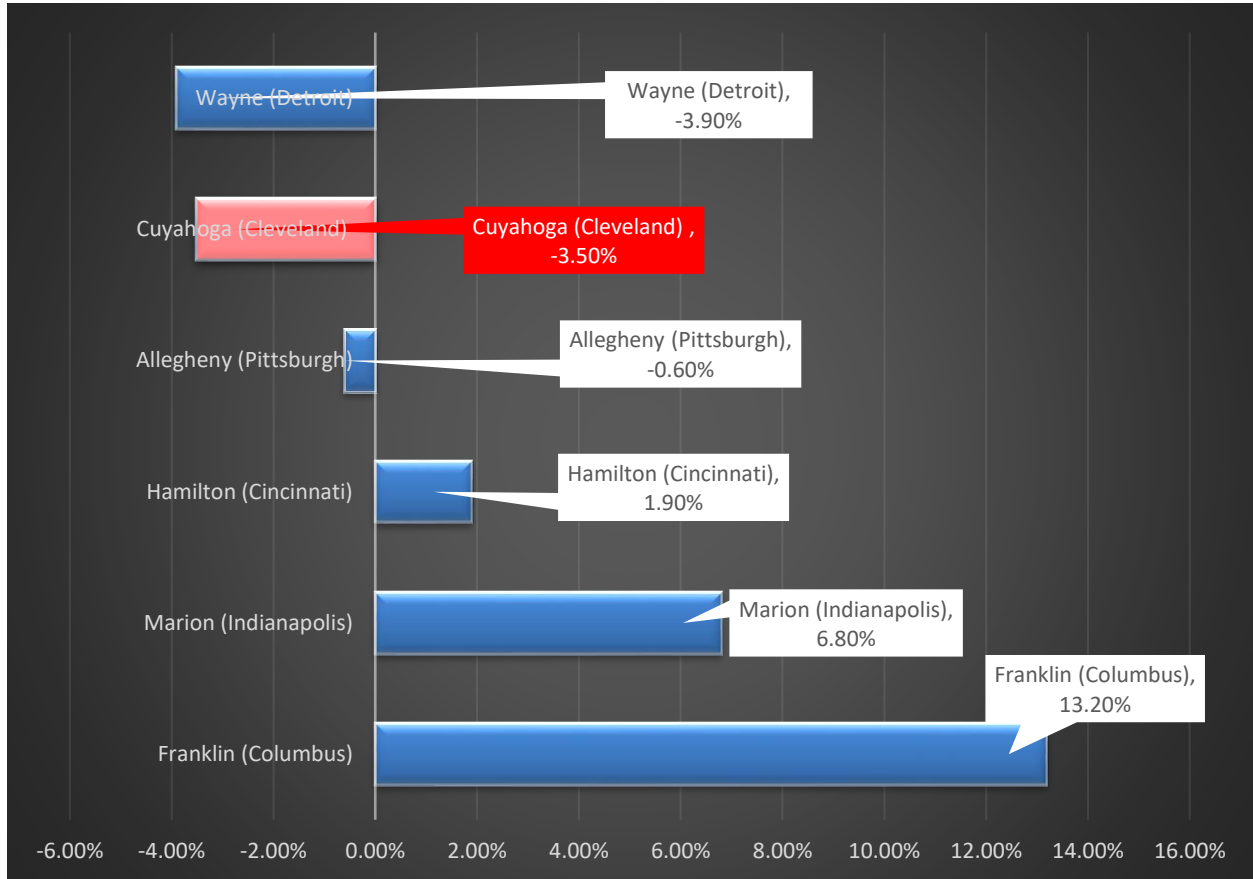 Wayne (Detroit)
Wayne (Detroit),
-3.90%
Cuyahoga (Cleveland)
Cuyahoga (Cleveland) ,
-3.50%
Allegheny (Pittsburgh)
Allegheny (Pittsburgh),
-0.60%
Hamilton (Cincinnati)
Hamilton (Cincinnati),
1.90%
Marion (Indianapolis)
Marion (Indianapolis),
6.80%
Franklin (Columbus),
13.20%
Franklin (Columbus)
-6.00% -4.00% -2.00% 0.00% 2.00% 4.00% 6.00% 8.00% 10.00% 12.00% 14.00% 16.00%